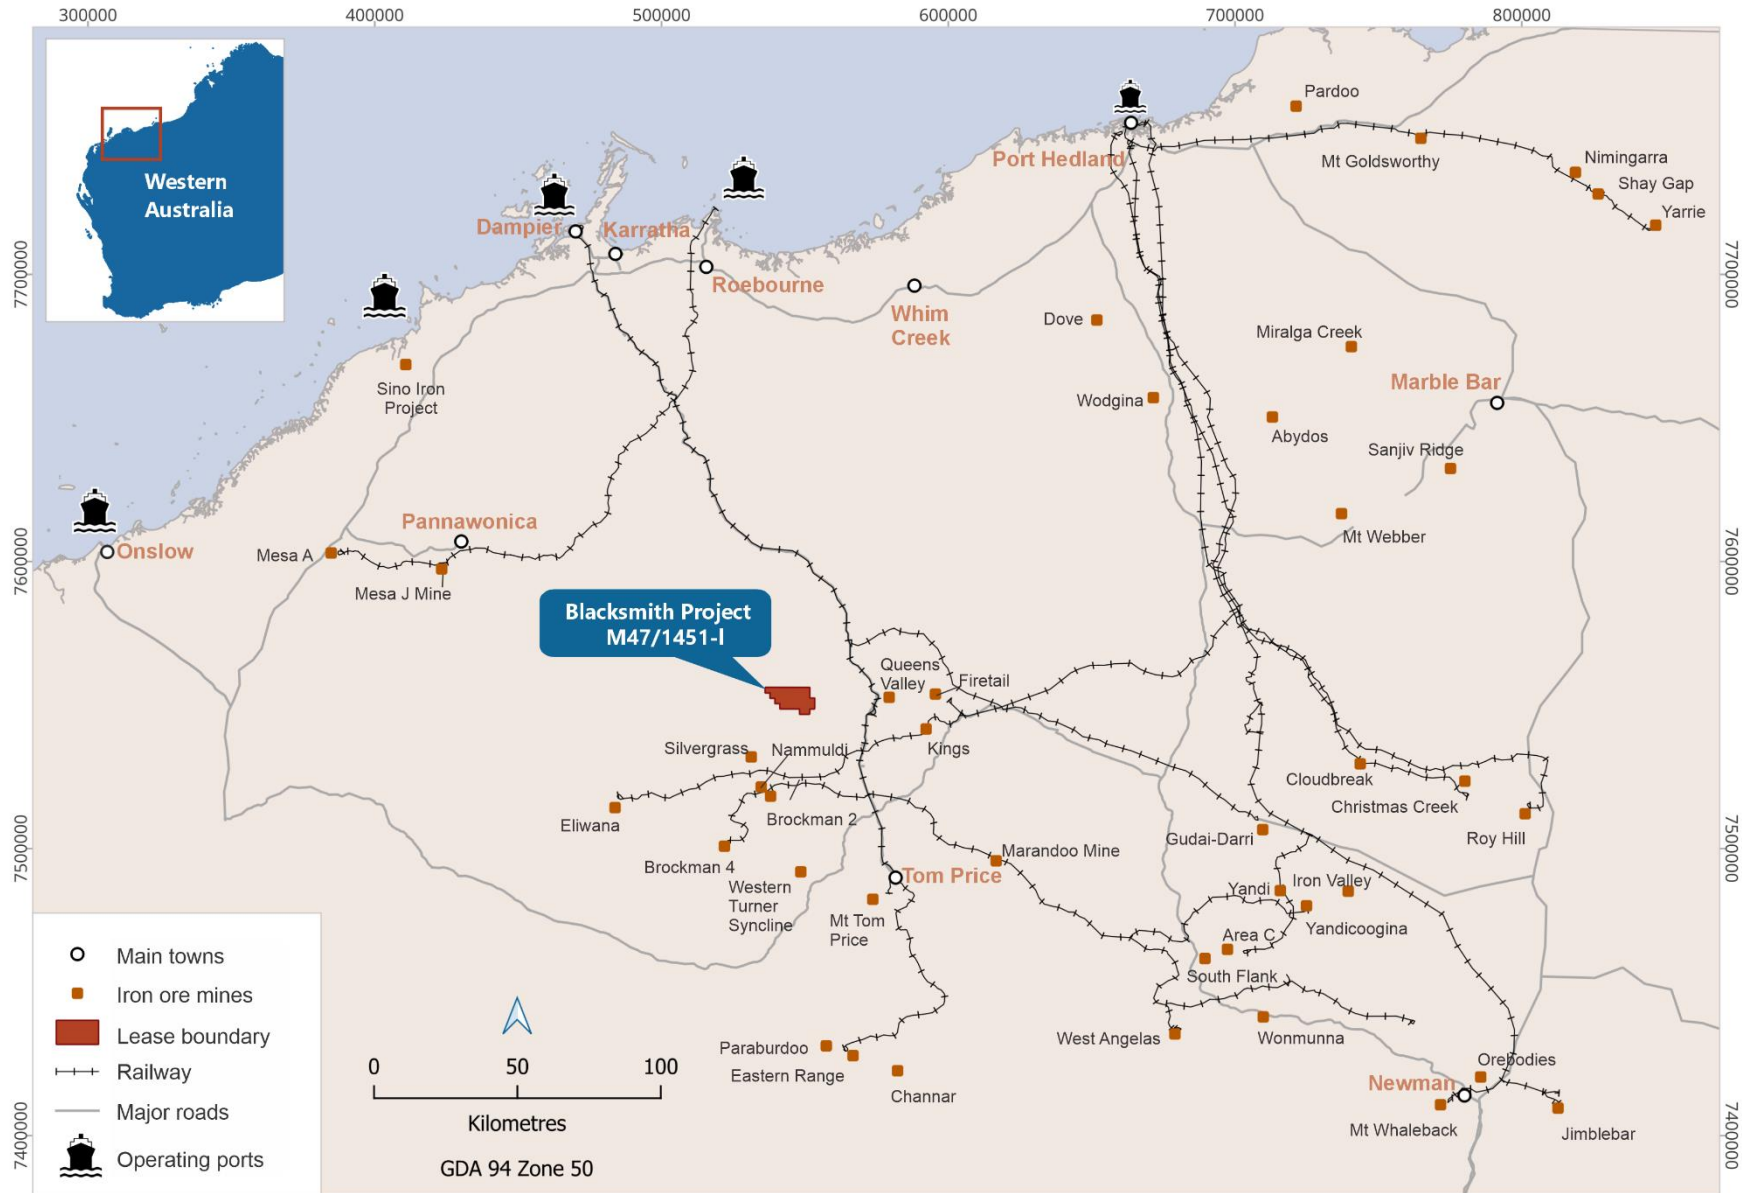 300000
400000
500000
600000
700000
800000
7700000
7600000
7500000
7400000
7700000
7600000
7500000
7400000
Western
Australia
Pardoo
Port Hedland
Mt Goldsworthy
Nimingarra
Shay Gap
Yarrie
Dampier
Karratha
Roebourne
Whim
Creek
Dove
Miralga Creek
Sino Iron
Project
Marble Bar
Wodgina
Abydos
Sanjiv Ridge
Mt Webber
Onslow
Pannawonica
Mesa A
Mesa J Mine
Blacksmith Project
M47/1451-l
Queens
Valley
Firetail
Kings
Silvergrass
Nammuldi
Eliwana
Brockman 2
Brockman 4
Cloudbreak
Christmas Creek
Roy Hill
Gudai-Darri
Marandoo Mine
Tom Price
Western
Turner
Syncline
Mt Tom
Price
Yandi
Iron Valley
Yandicoogina
Area C
South Flank
West Angelas
Wonmunna
Paraburdoo
Eastern Range
Channar
Orebodies
Newman
Mt Whaleback
Jimblebar
Main towns
Iron ore mines
Lease boundary
Railway
Major roads
Operating ports
0
50
100
Kilometres
GDA 94 Zone 50